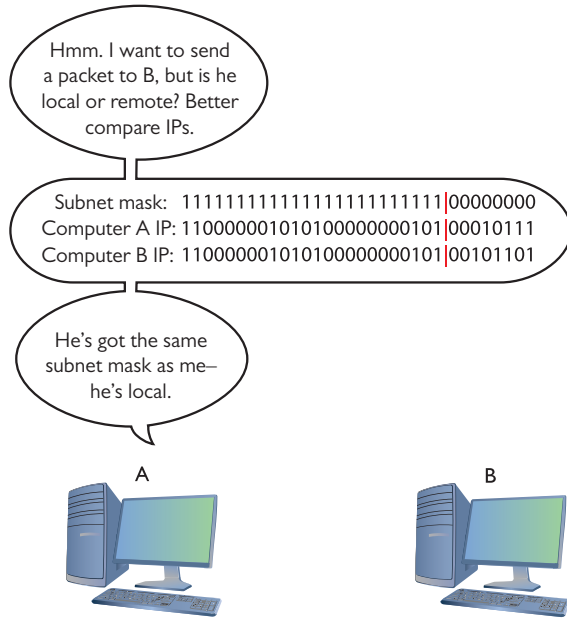 Hmm. I want to send
a packet to B, but is he
local or remote? Better
compare IPs.
Subnet mask: 111111111111111111111111|00000000
Computer A IP: 110000001010100000000101|00010111
Computer B IP: 110000001010100000000101|00101101
He's got the same
subnet mask as me–
he's local.
A
B